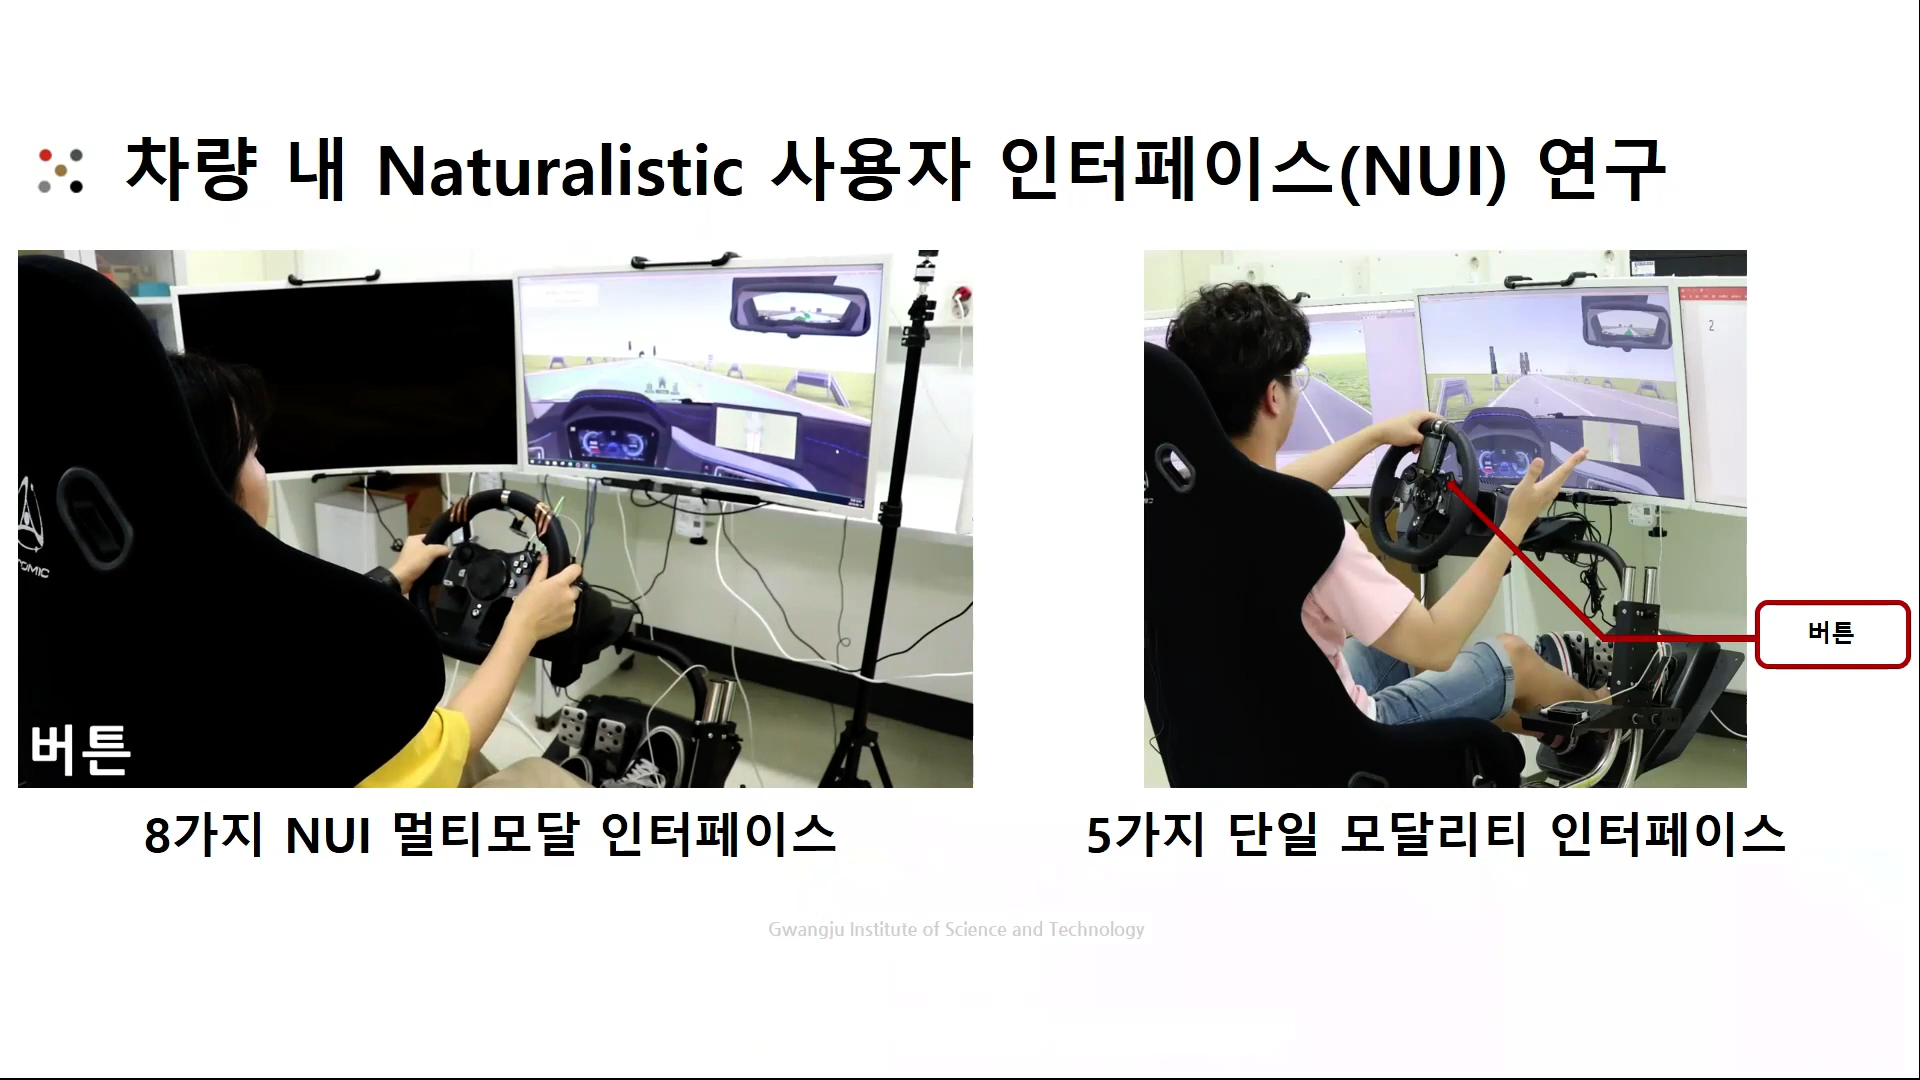 차량 내 Naturalistic 사용자 인터페이스(NUI) 연구
2
버튼
버튼
8가지 NUI 멀티모달 인터페이스
5가지 단일 모달리티 인터페이스
Gwangju Institute of Science and Technology